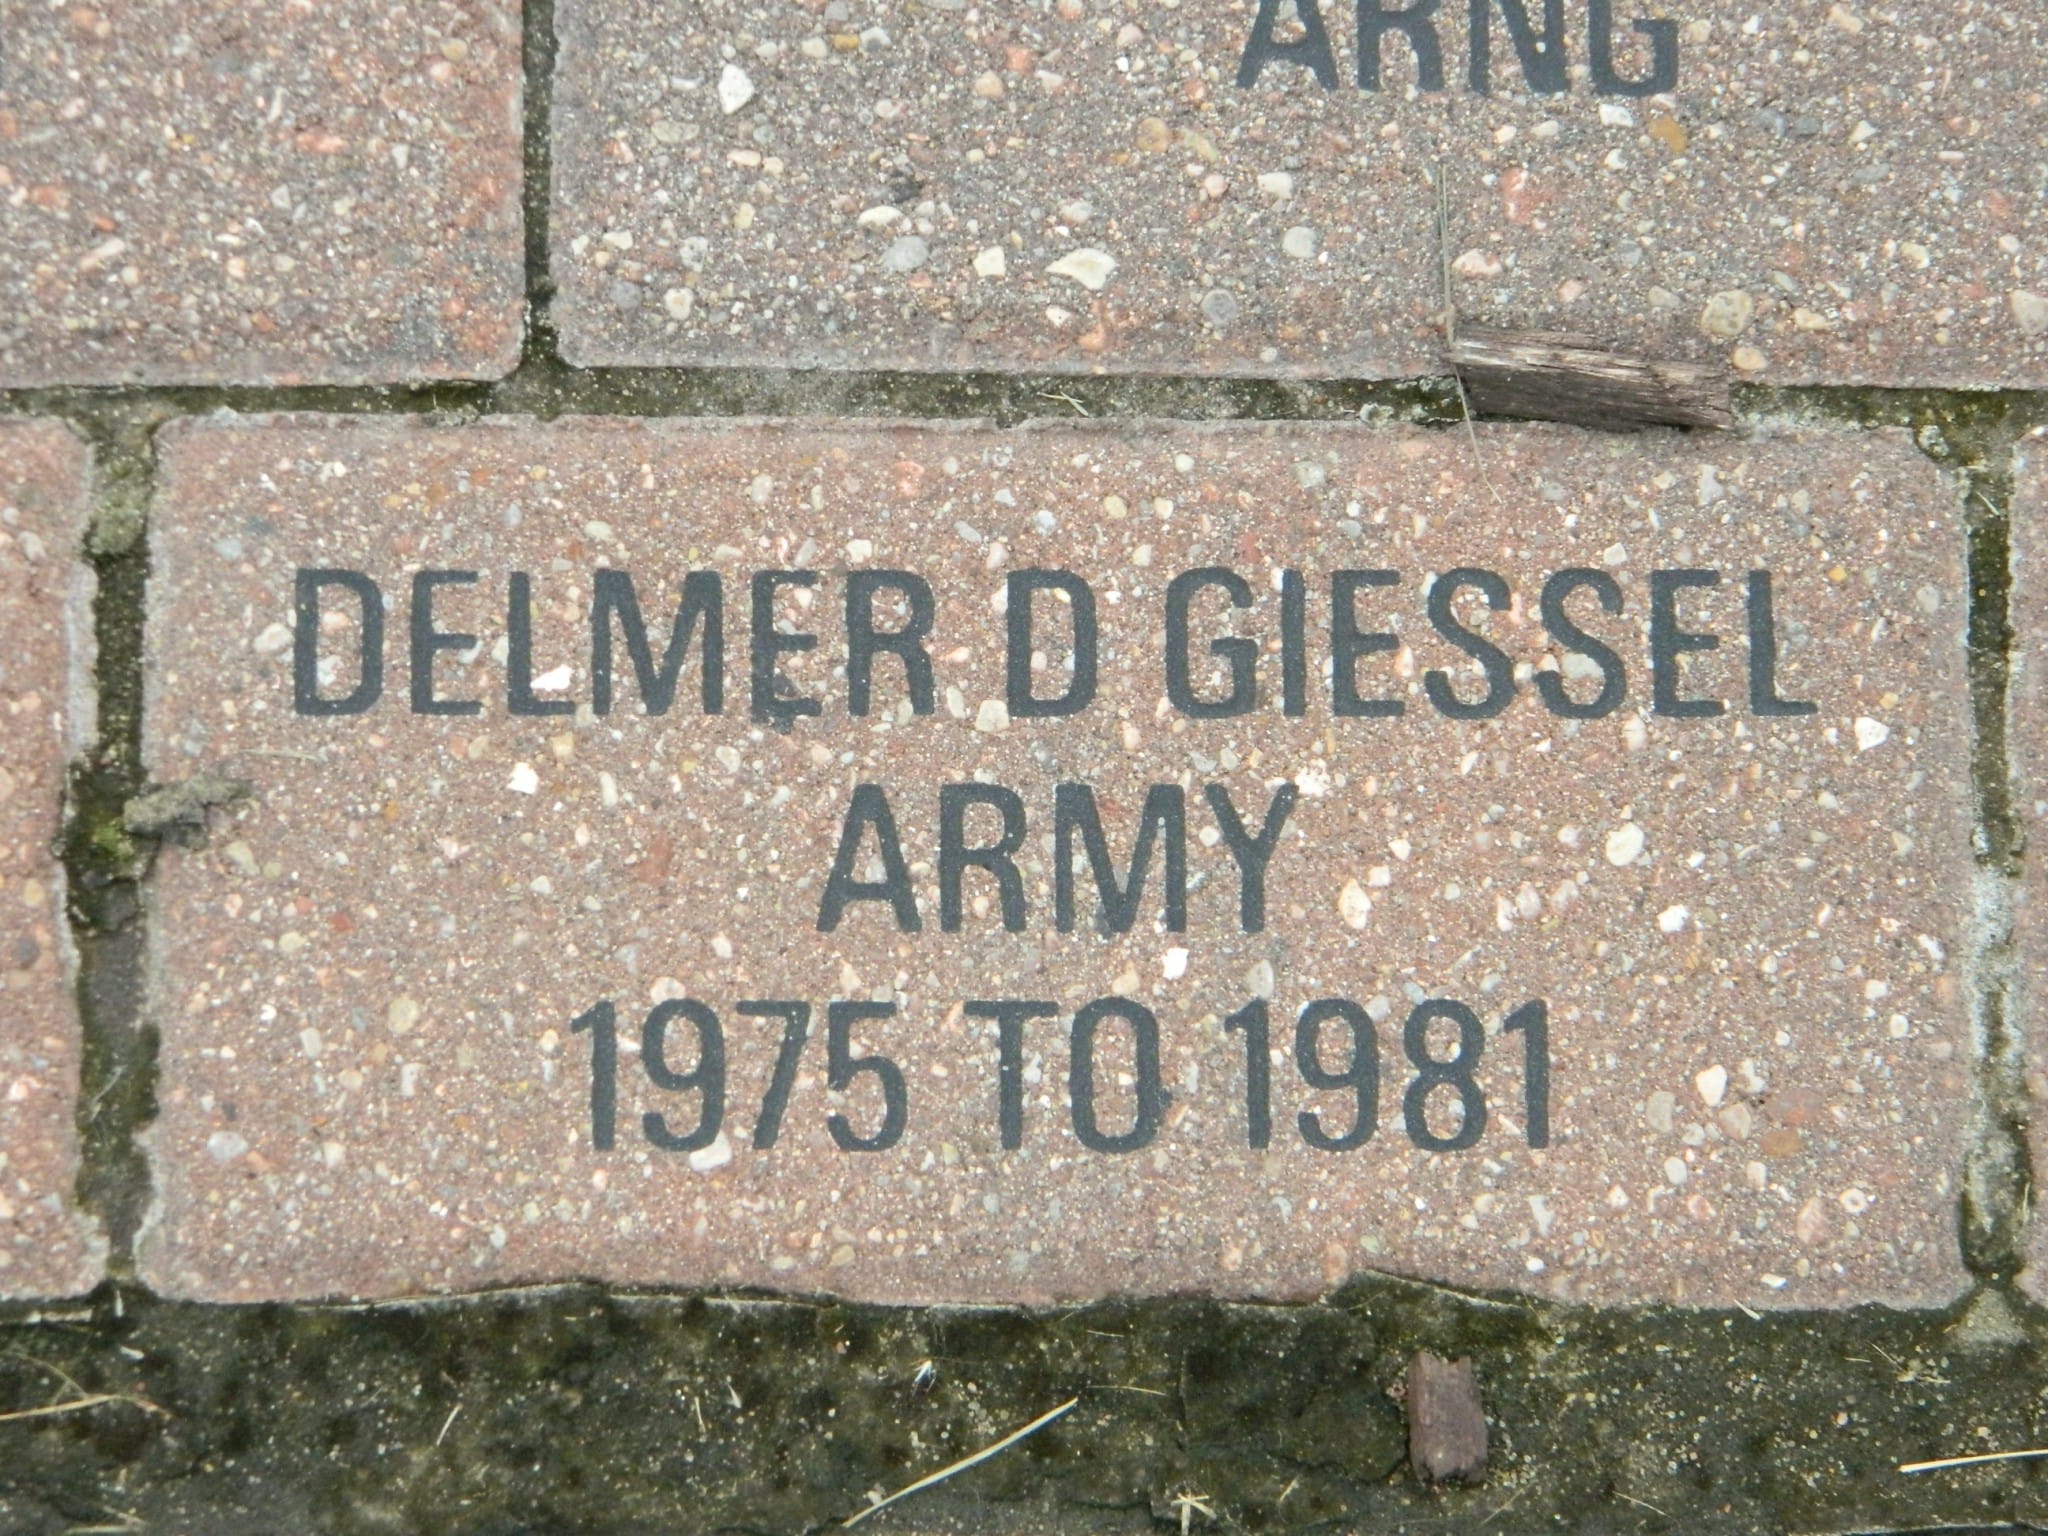 ARNG
DELMER D GIESSEL
ARMY
1975 TO 1981